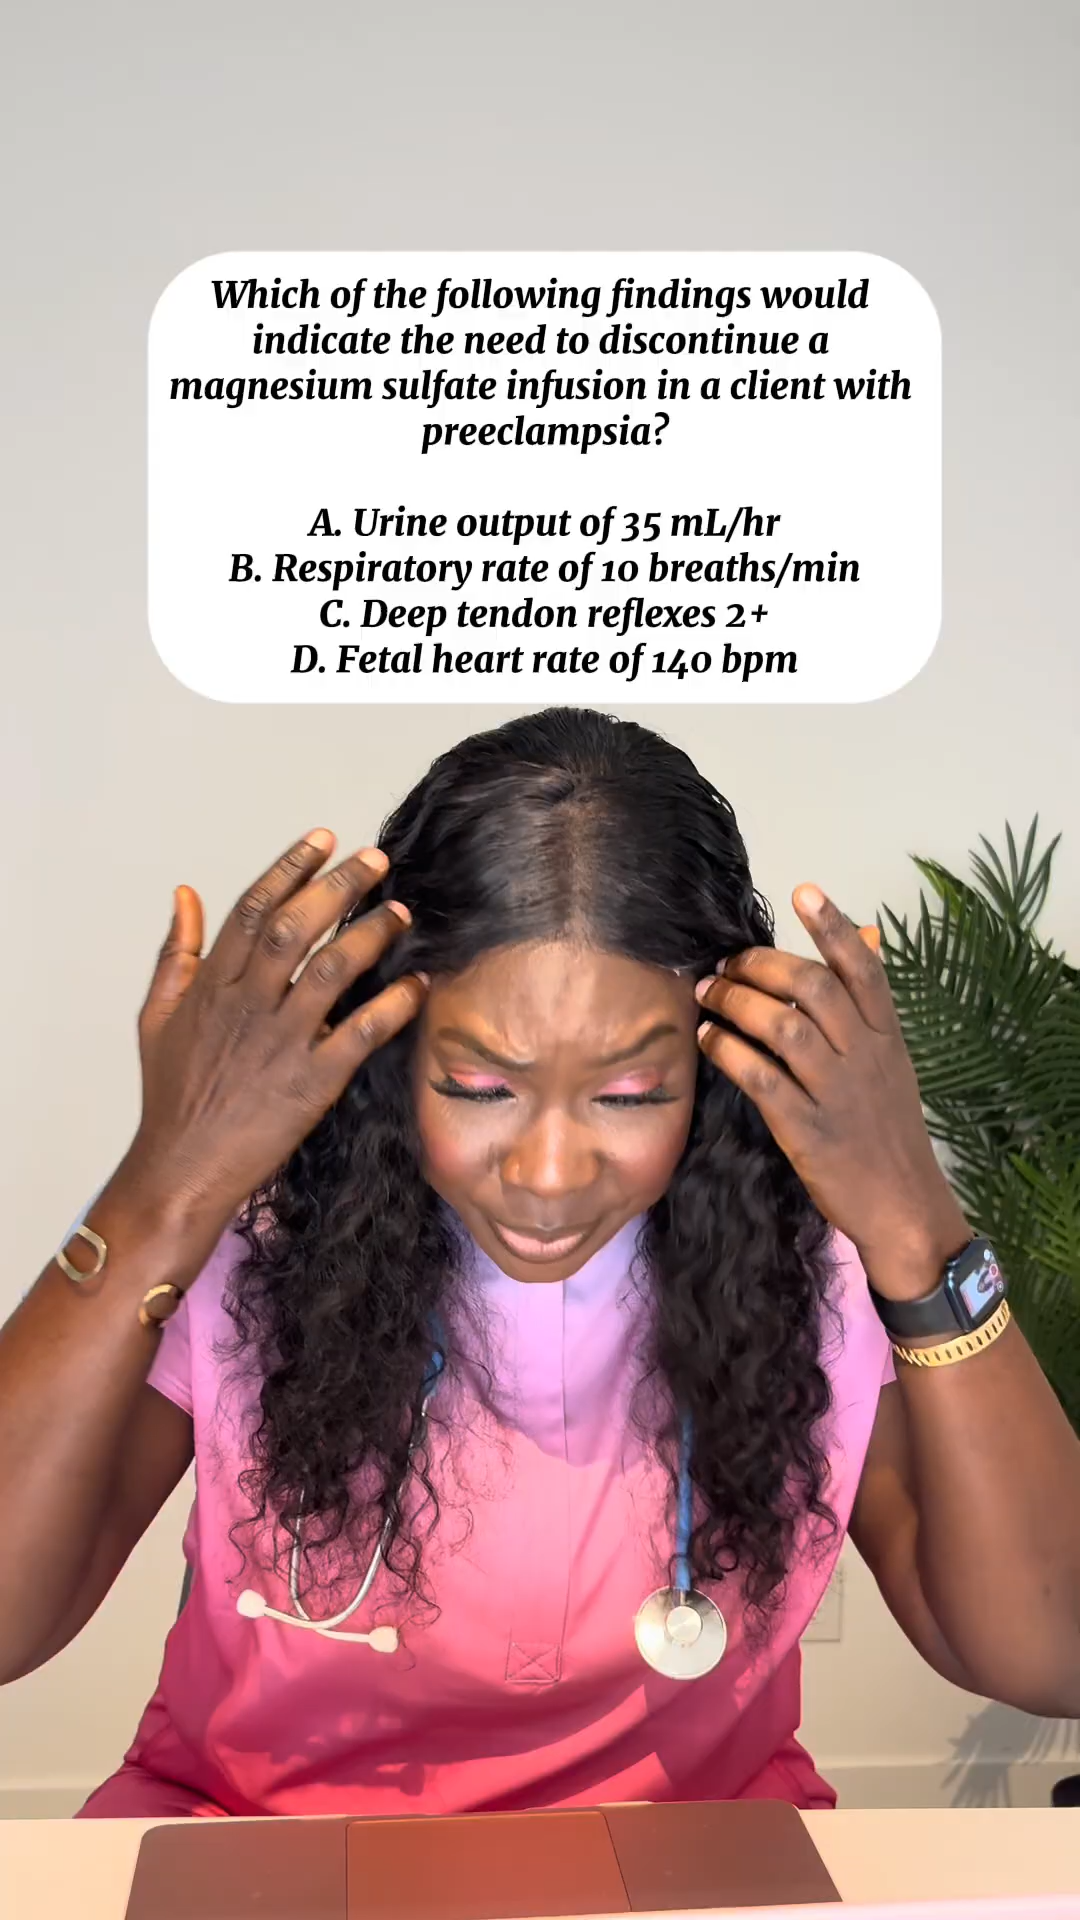 Which of the following findings would
indicate the need to discontinue a
magnesium sulfate infusion in a client with
preeclampsia?
A. Urine output of 35 mL/hr
B. Respiratory rate of 10 breaths/min
C. Deep tendon reflexes 2+
D. Fetal heart rate of 140 bpm